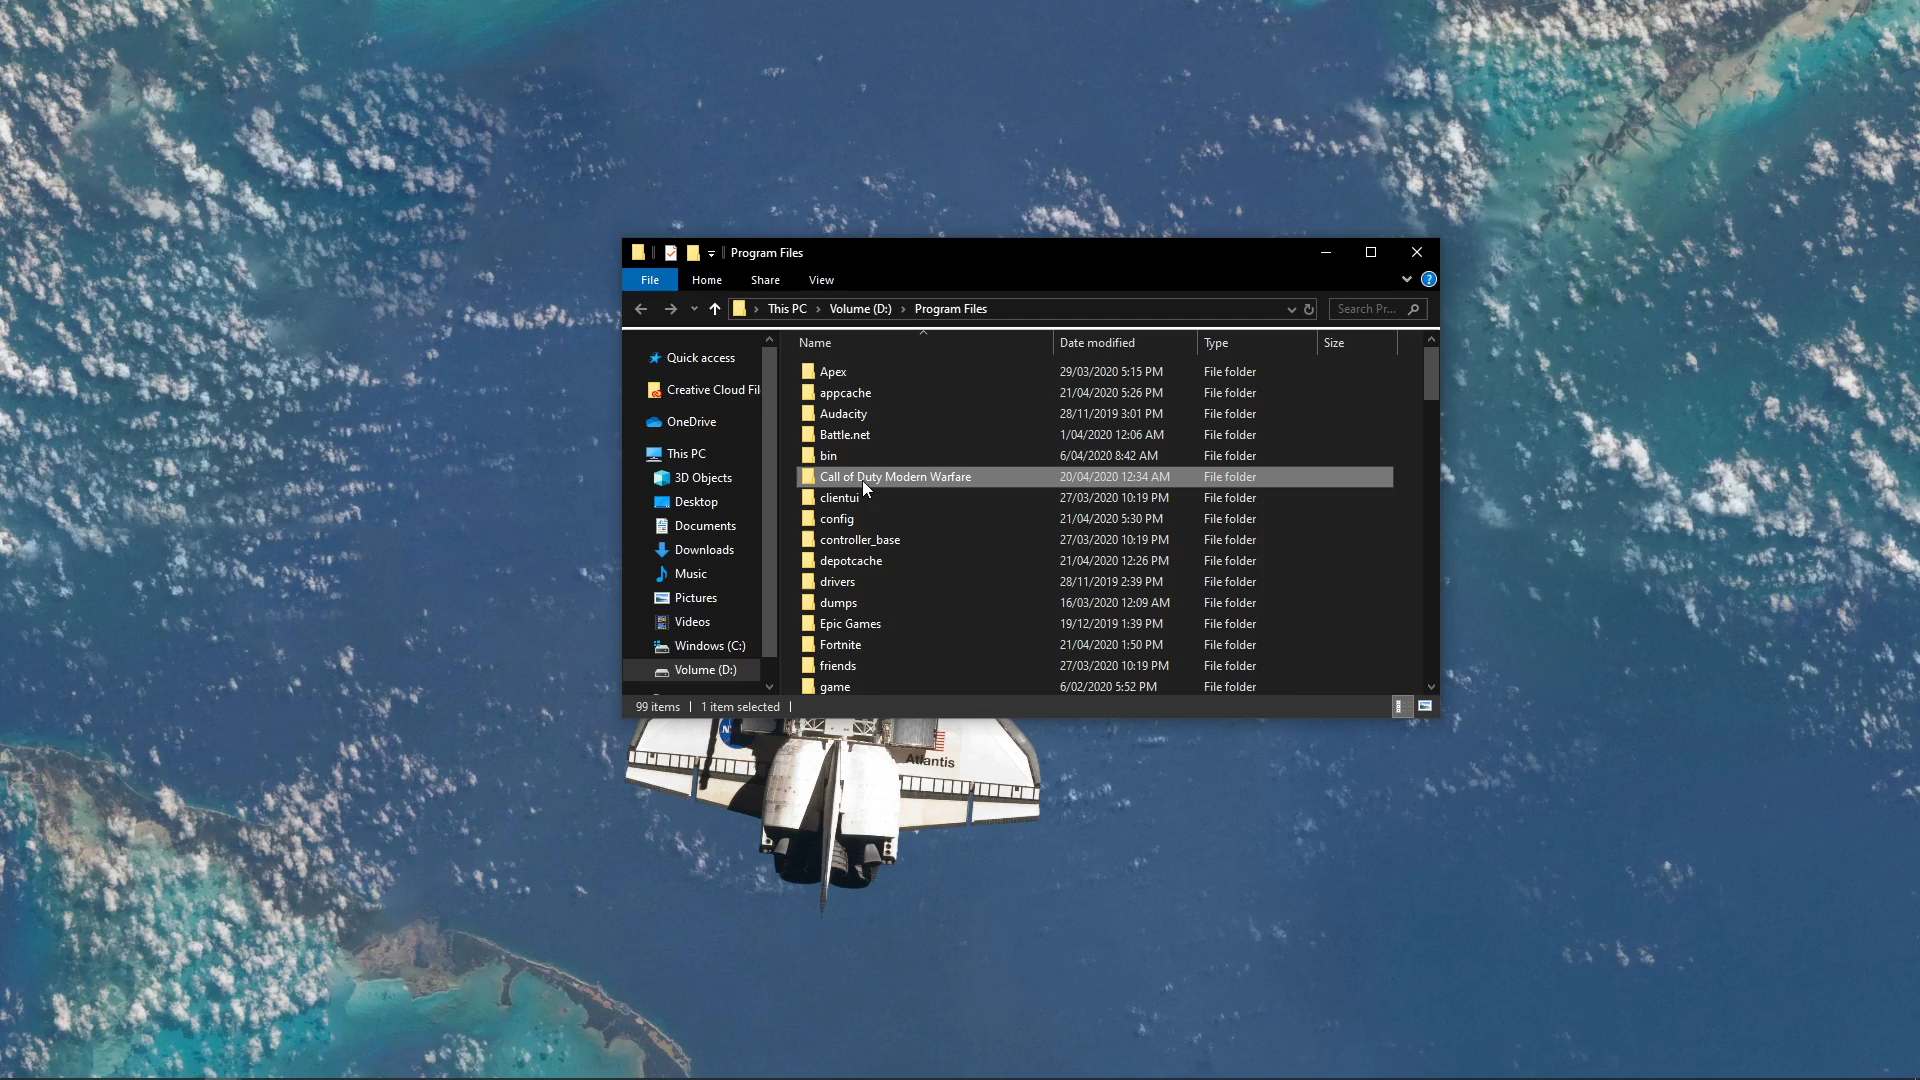 Program Files
File Home Share View
This PC Volume (D:) Program Files Search Pr...
Name Date modified Type Size
Quick access
Creative Cloud Fil
OneDrive
This PC
3D Objects
Desktop
Documents
Downloads
Music
Pictures
Videos
Windows (C:)
Volume (D:)
Apex 29/03/2020 5:15 PM File folder
appcache 21/04/2020 5:26 PM File folder
Audacity 28/11/2019 3:01 PM File folder
Battle.net 1/04/2020 12:06 AM File folder
bin 6/04/2020 8:42 AM File folder
Call of Duty Modern Warfare 20/04/2020 12:34 AM File folder
clientui 27/03/2020 10:19 PM File folder
config 21/04/2020 5:30 PM File folder
controller_base 27/03/2020 10:19 PM File folder
depotcache 21/04/2020 12:26 PM File folder
drivers 28/11/2019 2:39 PM File folder
dumps 16/03/2020 12:09 AM File folder
Epic Games 19/12/2019 1:39 PM File folder
Fortnite 21/04/2020 1:50 PM File folder
friends 27/03/2020 10:19 PM File folder
game 6/02/2020 5:52 PM File folder
99 items 1 item selected
Atlantis